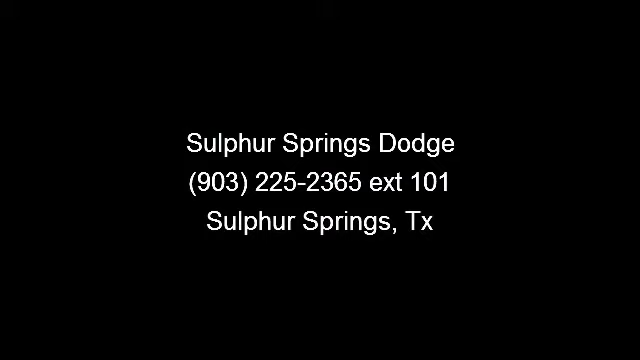 Sulphur Springs Dodge
(903) 225-2365 ext 101
Sulphur Springs, Tx